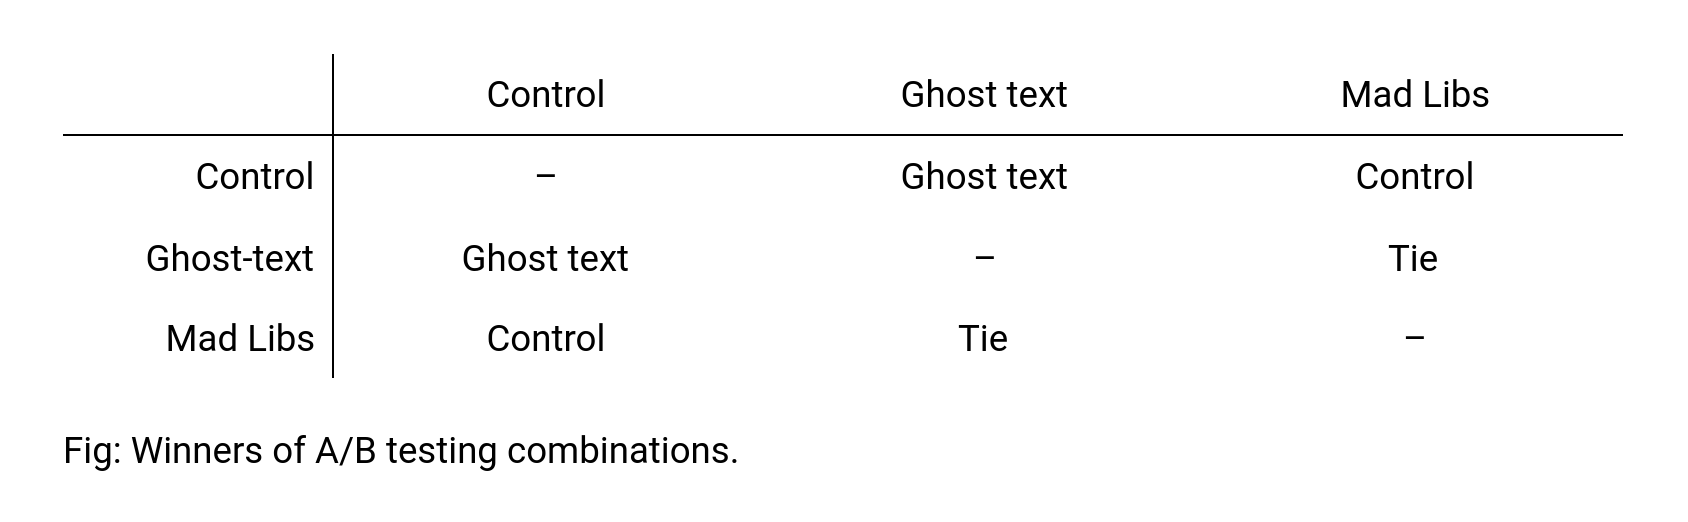 Control Ghost text Mad Libs
Control – Ghost text Control
Ghost-text Ghost text – Tie
Mad Libs Control Tie –
Fig: Winners of A/B testing combinations.